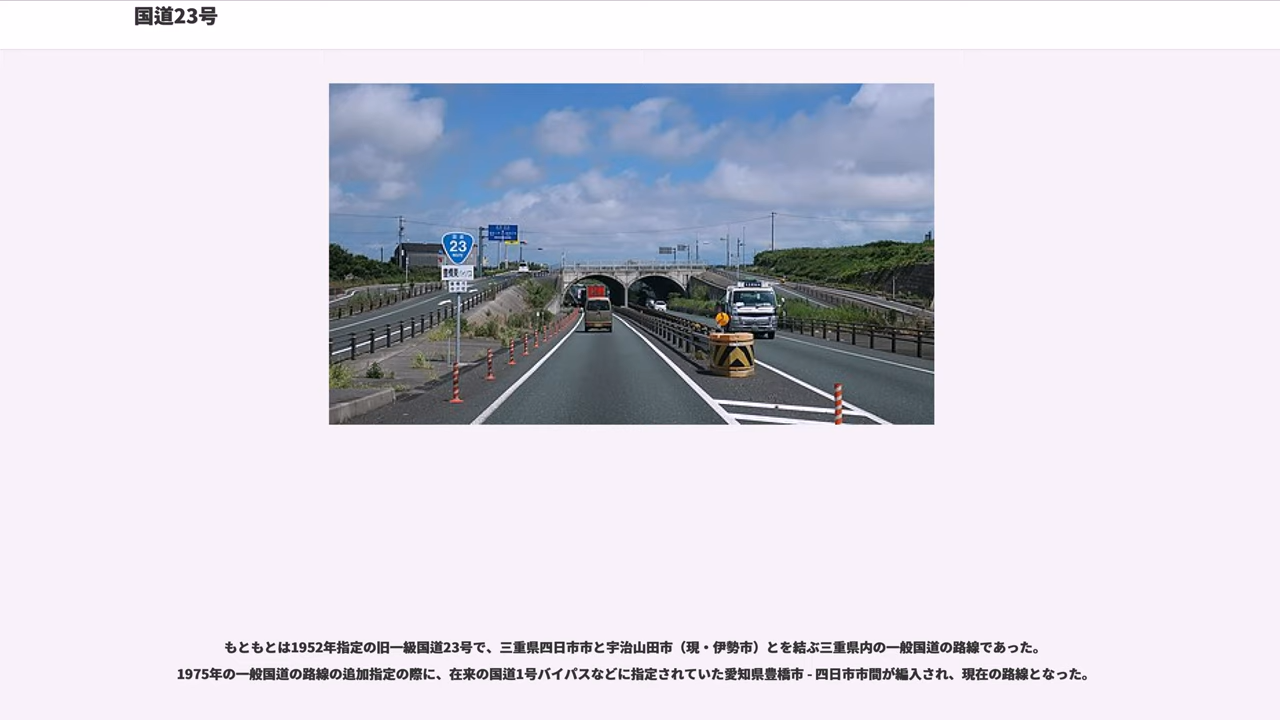 国道23号
23
もともとは1952年指定の旧一級国道23号で、三重県四日市市と宇治山田市（現・伊勢市）とを結ぶ三重県内の一般国道の路線であった。
1975年の一般国道の路線の追加指定の際に、在来の国道1号バイパスなどに指定されていた愛知県豊橋市 - 四日市市間が編入され、現在の路線となった。